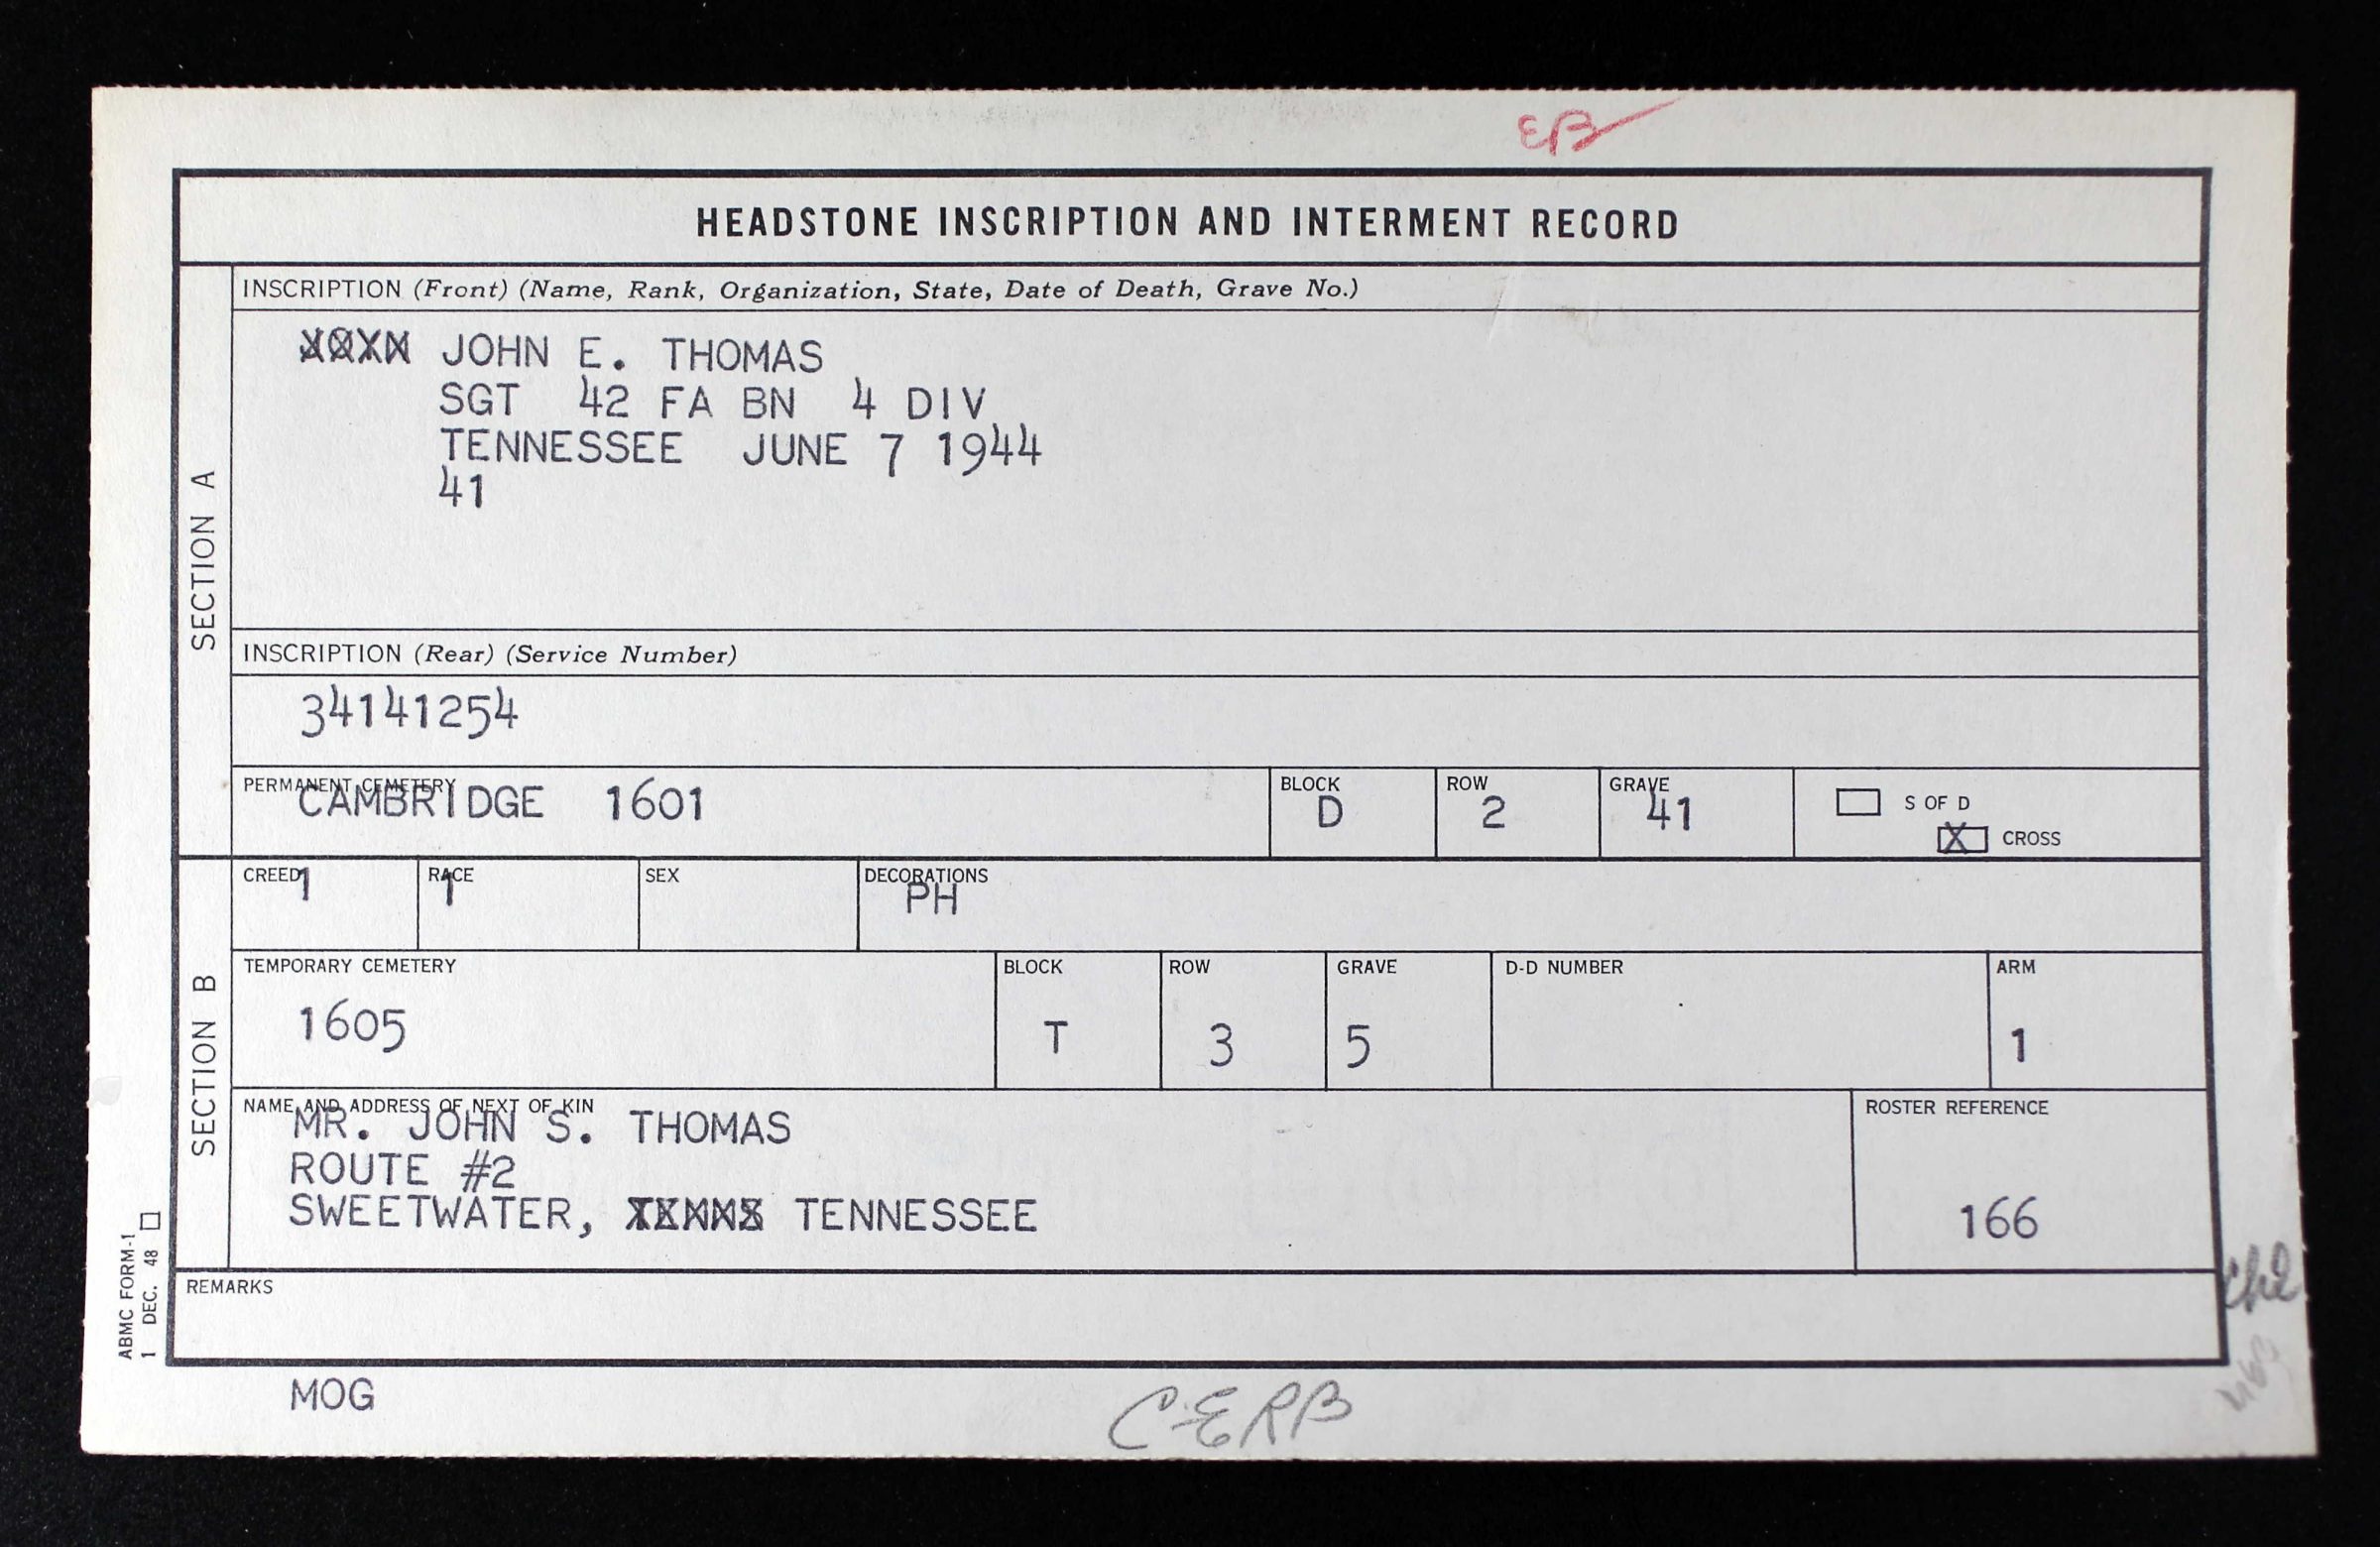 EB
HEADSTONE INSCRIPTION AND INTERMENT RECORD
SECTION A
INSCRIPTION (Front) (Name, Rank, Organization, State, Date of Death, Grave No.)
JOHN E. THOMAS
SGT 42 FA BN 4 DIV
TENNESSEE JUNE 7 1944
41
INSCRIPTION (Rear) (Service Number)
34141254
PERMANENT CEMETERY BLOCK ROW GRAVE
CAMBRIDGE 1601 D 2 41
S OF D
X CROSS
SECTION B
CREED RACE SEX DECORATIONS
1 1 PH
TEMPORARY CEMETERY BLOCK ROW GRAVE D-D NUMBER ARM
1605 T 3 5 1
NAME AND ADDRESS OF NEXT OF KIN ROSTER REFERENCE
MR. JOHN S. THOMAS
ROUTE #2
SWEETWATER, TENNESSEE
166
REMARKS
ABMC FORM-1
1 DEC. 48
MOG
C-ERB